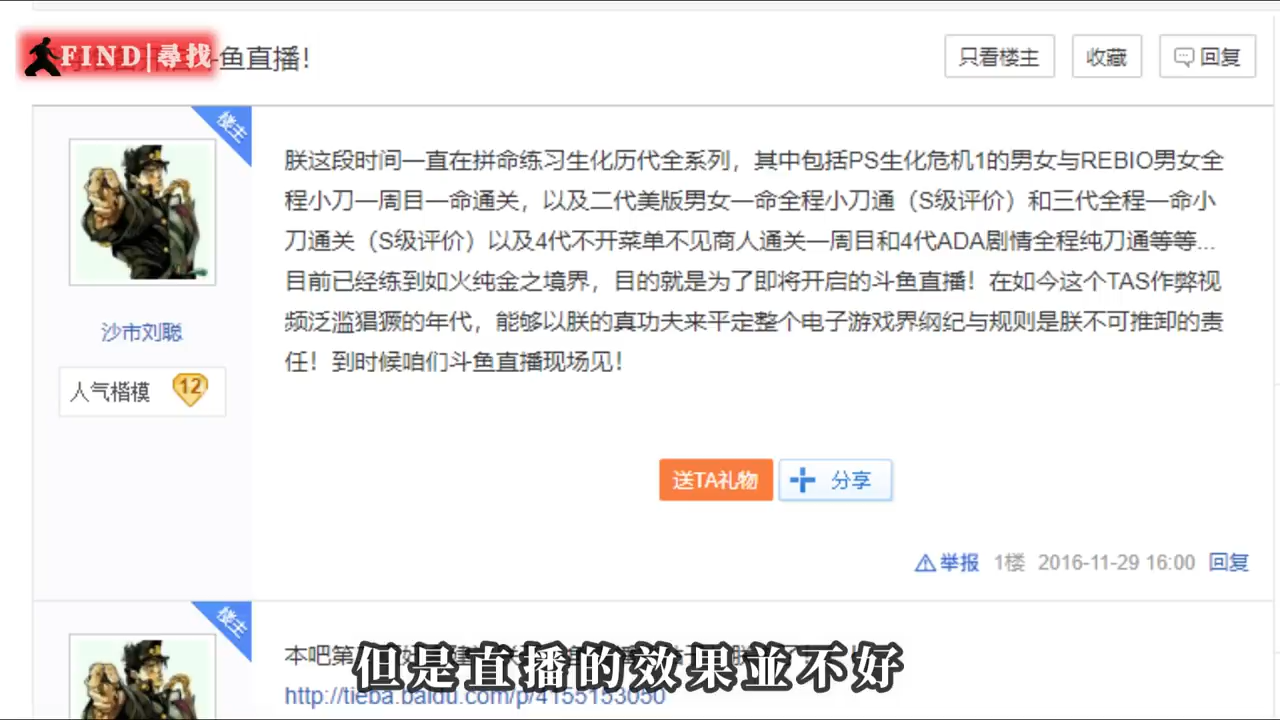 FIND|尋找
斗鱼直播！
只看楼主
收藏
回复
楼主
朕这段时间一直在拼命练习生化历代全系列，其中包括PS生化危机1的男女与REBIO男女全
程小刀一周目一命通关，以及二代美版男女一命全程小刀通（S级评价）和三代全程一命小
刀通关（S级评价）以及4代不开菜单不见商人通关一周目和4代ADA剧情全程纯刀通等等...
目前已经练到如火纯金之境界，目的就是为了即将开启的斗鱼直播！在如今这个TAS作弊视
频泛滥猖獗的年代，能够以朕的真功夫来平定整个电子游戏界纲纪与规则是朕不可推卸的责
任！到时候咱们斗鱼直播现场见！
沙市刘聪
人气楷模 12
送TA礼物
分享
举报 1楼 2016-11-29 16:00 回复
楼主
本吧第
但是直播的效果並不好
http://tieba.baidu.com/p/4155153050